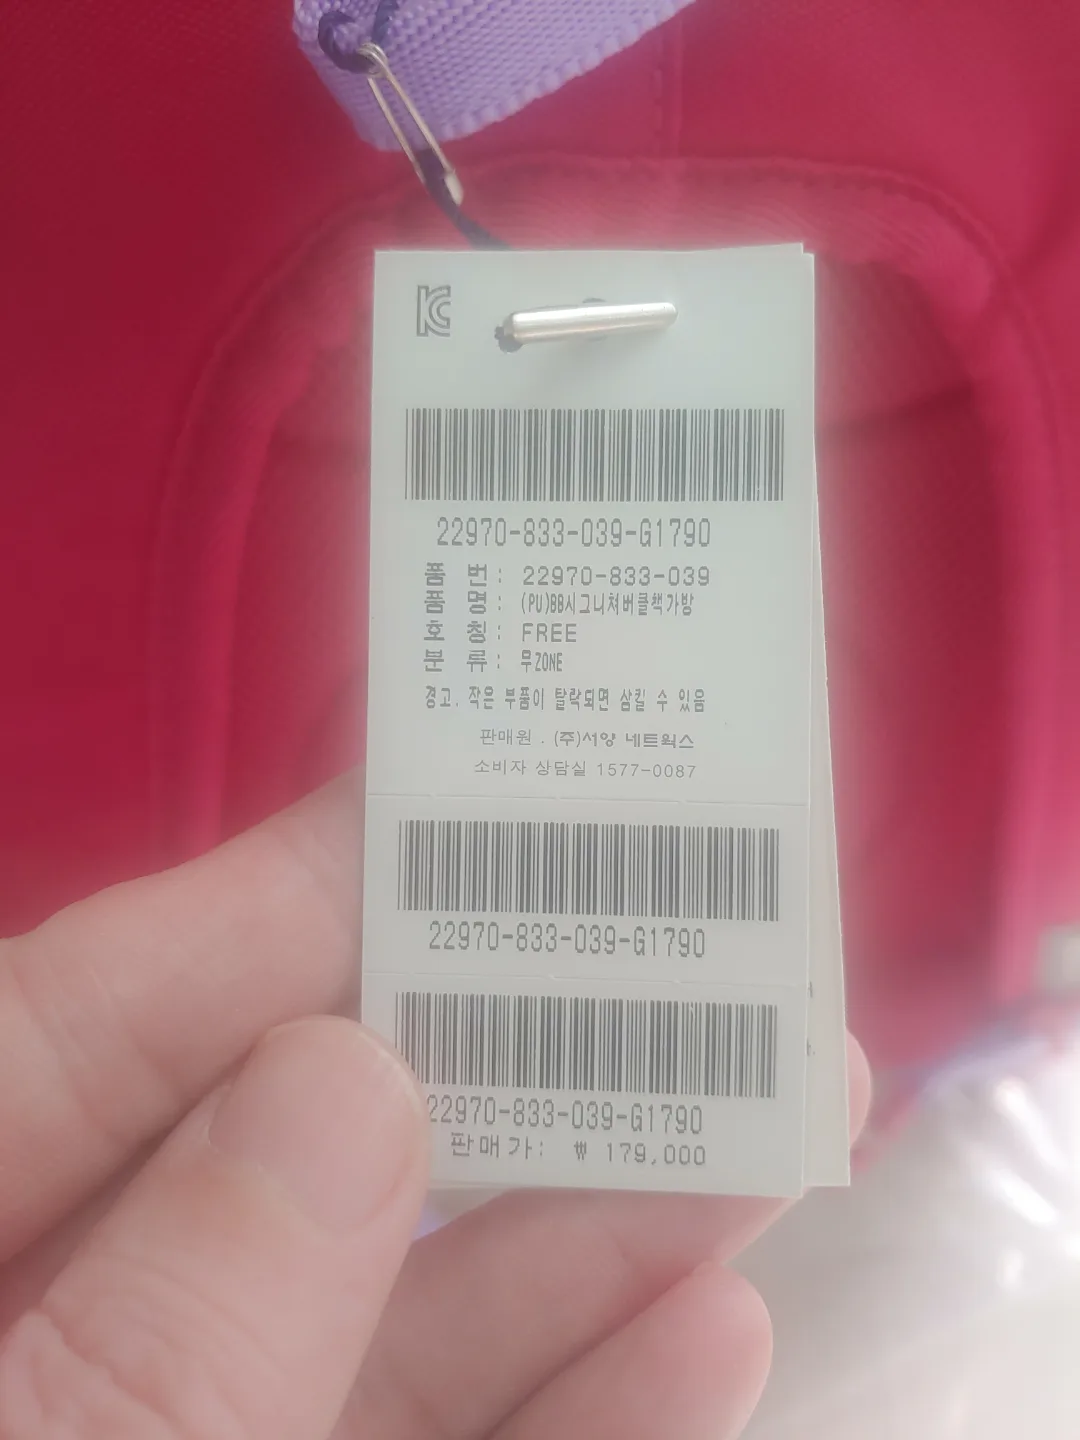 KC
22970-833-039-G1790
품 번: 22970-833-039
품 명: (PU)BB시그니쳐버클책가방
호 칭: FREE
분 류: 무ZONE
경고. 작은 부품이 탈락되면 삼킬 수 있음
판매원 . (주)서양 네트웍스
소비자 상담실 1577-0087
22970-833-039-G1790
22970-833-039-G1790
판매가: ₩ 179,000